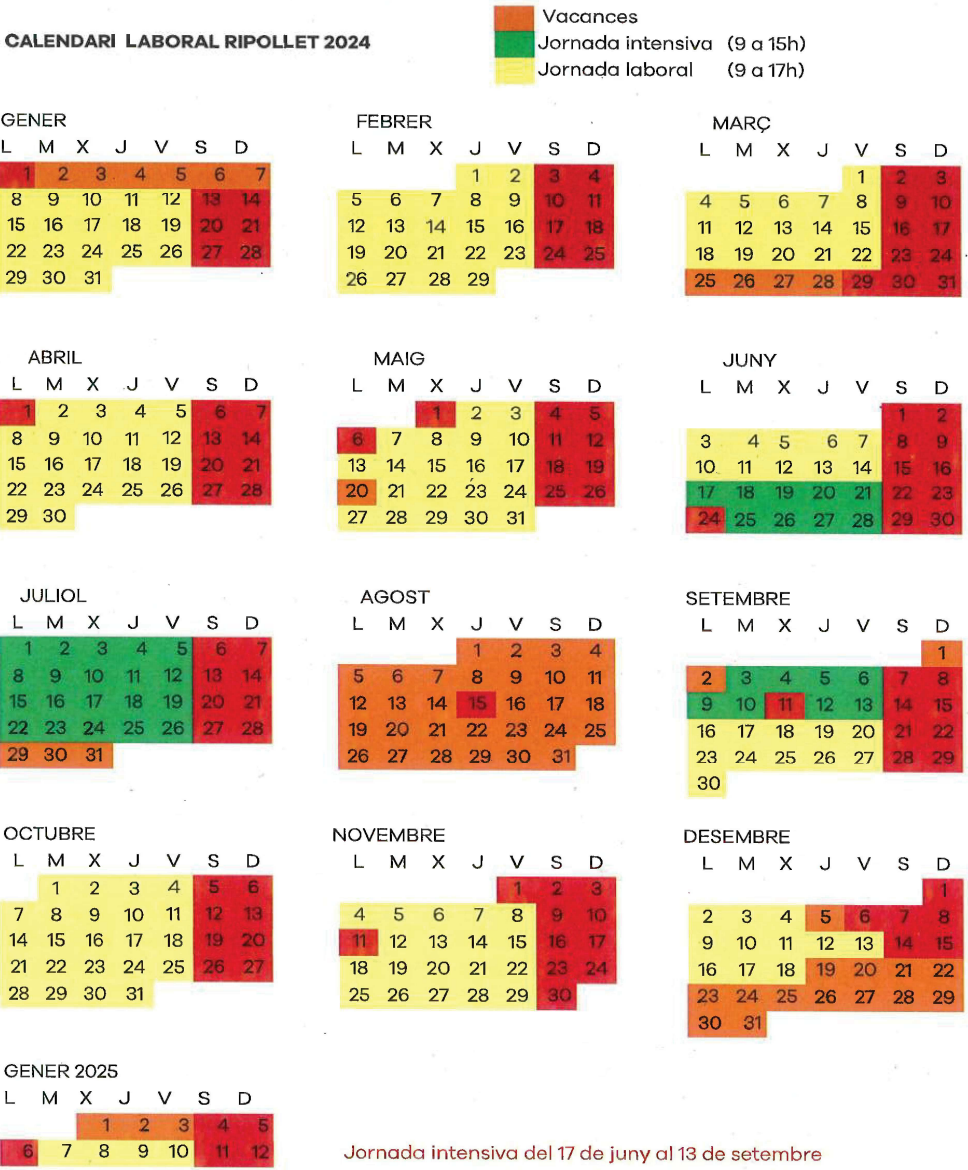 CALENDARI LABORAL RIPOLLET 2024
Vacances
Jornada intensiva (9 a 15h)
Jornada laboral (9 a 17h)
GENER
L M X J V S D
1 2 3 4 5 6 7
8 9 10 11 12 13 14
15 16 17 18 19 20 21
22 23 24 25 26 27 28
29 30 31
FEBRER
L M X J V S D
1 2 3 4
5 6 7 8 9 10 11
12 13 14 15 16 17 18
19 20 21 22 23 24 25
26 27 28 29
MARÇ
L M X J V S D
1 2 3
4 5 6 7 8 9 10
11 12 13 14 15 16 17
18 19 20 21 22 23 24
25 26 27 28 29 30 31
ABRIL
L M X J V S D
1 2 3 4 5 6 7
8 9 10 11 12 13 14
15 16 17 18 19 20 21
22 23 24 25 26 27 28
29 30
MAIG
L M X J V S D
1 2 3 4 5
6 7 8 9 10 11 12
13 14 15 16 17 18 19
20 21 22 23 24 25 26
27 28 29 30 31
JUNY
L M X J V S D
1 2
3 4 5 6 7 8 9
10 11 12 13 14 15 16
17 18 19 20 21 22 23
24 25 26 27 28 29 30
JULIOL
L M X J V S D
1 2 3 4 5 6 7
8 9 10 11 12 13 14
15 16 17 18 19 20 21
22 23 24 25 26 27 28
29 30 31
AGOST
L M X J V S D
1 2 3 4
5 6 7 8 9 10 11
12 13 14 15 16 17 18
19 20 21 22 23 24 25
26 27 28 29 30 31
SETEMBRE
L M X J V S D
1
2 3 4 5 6 7 8
9 10 11 12 13 14 15
16 17 18 19 20 21 22
23 24 25 26 27 28 29
30
OCTUBRE
L M X J V S D
1 2 3 4 5 6
7 8 9 10 11 12 13
14 15 16 17 18 19 20
21 22 23 24 25 26 27
28 29 30 31
NOVEMBRE
L M X J V S D
1 2 3
4 5 6 7 8 9 10
11 12 13 14 15 16 17
18 19 20 21 22 23 24
25 26 27 28 29 30
DESEMBRE
L M X J V S D
1
2 3 4 5 6 7 8
9 10 11 12 13 14 15
16 17 18 19 20 21 22
23 24 25 26 27 28 29
30 31
GENER 2025
L M X J V S D
1 2 3 4 5
6 7 8 9 10 11 12
Jornada intensiva del 17 de juny al 13 de setembre